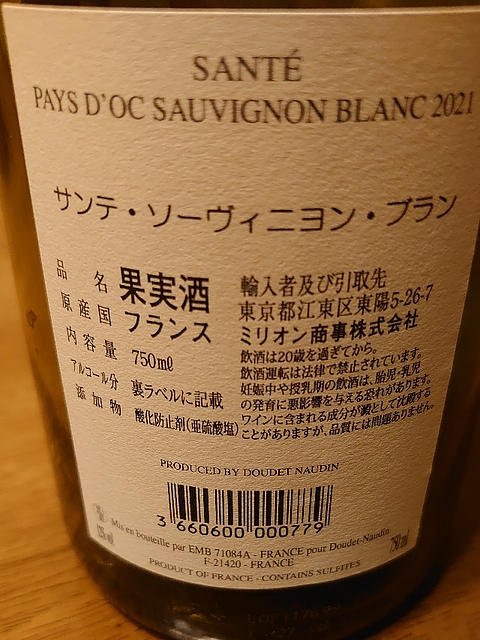 SANTÉ
PAYS D'OC SAUVIGNON BLANC 2021
サンテ・ソーヴィニヨン・ブラン
品名 果実酒
原産国 フランス
内容量 750㎖
アルコール分 裏ラベルに記載
添加物 酸化防止剤(亜硫酸塩)
輸入者及び引取先
東京都江東区東陽5-26-7
ミリオン商事株式会社
飲酒は20歳を過ぎてから。
飲酒運転は法律で禁止されています。
妊娠中や授乳期の飲酒は、胎児・乳児
の発育に悪影響を与える恐れがあります。
ワインに含まれる成分が澱として沈殿する
ことがありますが、品質には問題ありません。
PRODUCED BY DOUDET NAUDIN
3 660600 000779
Mis en bouteille par EMB 71084A - FRANCE pour Doudet-Naudin
F-21420 - FRANCE
750ml
PRODUCT OF FRANCE - CONTAINS SULFITES